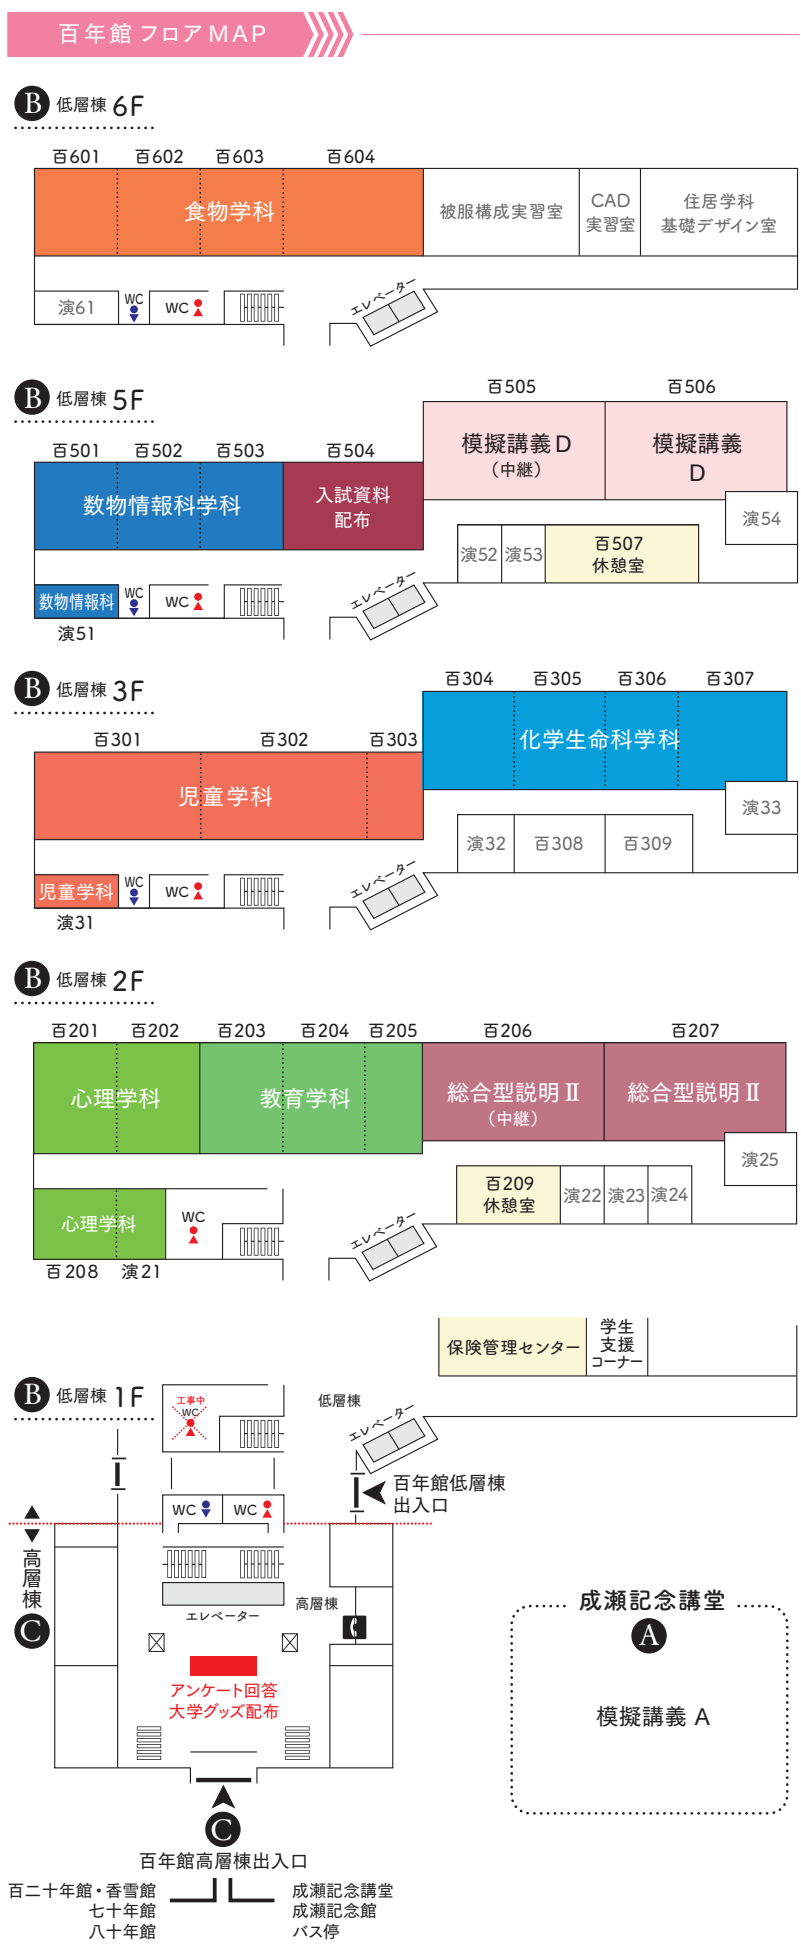 百年館 フロアMAP
B 低層棟 6F
百601 百602 百603 百604
食物学科
被服構成実習室
CAD
実習室
住居学科
基礎デザイン室
演61
WC
WC
エレベーター
B 低層棟 5F
百505 百506
模擬講義 D
（中継）
模擬講義
D
百501 百502 百503 百504
数物情報科学科
入試資料
配布
演54
演52 演53
百507
休憩室
数物情報科
WC
WC
エレベーター
演51
B 低層棟 3F
百304 百305 百306 百307
化学生命科学科
百301 百302 百303
児童学科
演33
演32 百308 百309
児童学科
WC
WC
エレベーター
演31
B 低層棟 2F
百201 百202 百203 百204 百205 百206 百207
心理学科
教育学科
総合型説明 Ⅱ
（中継）
総合型説明 Ⅱ
演25
百209
休憩室
演22 演23 演24
心理学科
WC
エレベーター
百208 演21
保険管理センター
学生
支援
コーナー
B 低層棟 1F
工事中
WC
低層棟
エレベーター
百年館低層棟
出入口
WC
WC
高層棟
C
エレベーター
高層棟
アンケート回答
大学グッズ配布
成瀬記念講堂
A
模擬講義 A
C
百年館高層棟出入口
百二十年館・香雪館
七十年館
八十年館
成瀬記念講堂
成瀬記念館
バス停